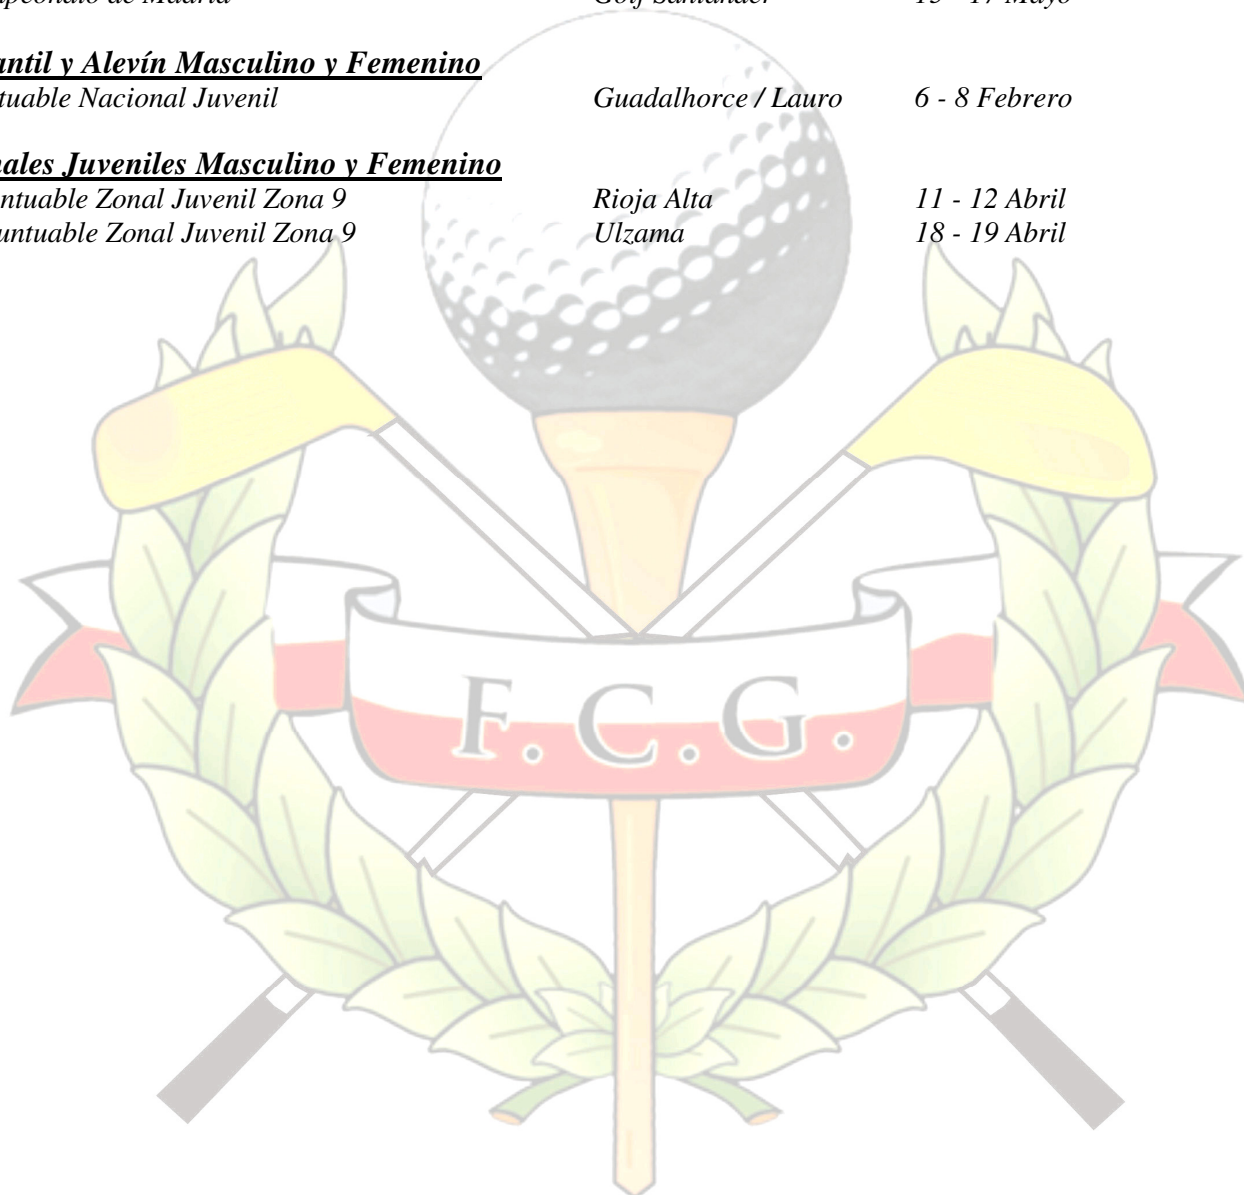 Golf Santander
antil y Alevín Masculino y Femenino
tuable Nacional Juvenil Guadalhorce / Lauro 6 - 8 Febrero
nales Juveniles Masculino y Femenino
ntuable Zonal Juvenil Zona 9 Rioja Alta 11 - 12 Abril
untuable Zonal Juvenil Zona 9 Ulzama 18 - 19 Abril
F.C.G.